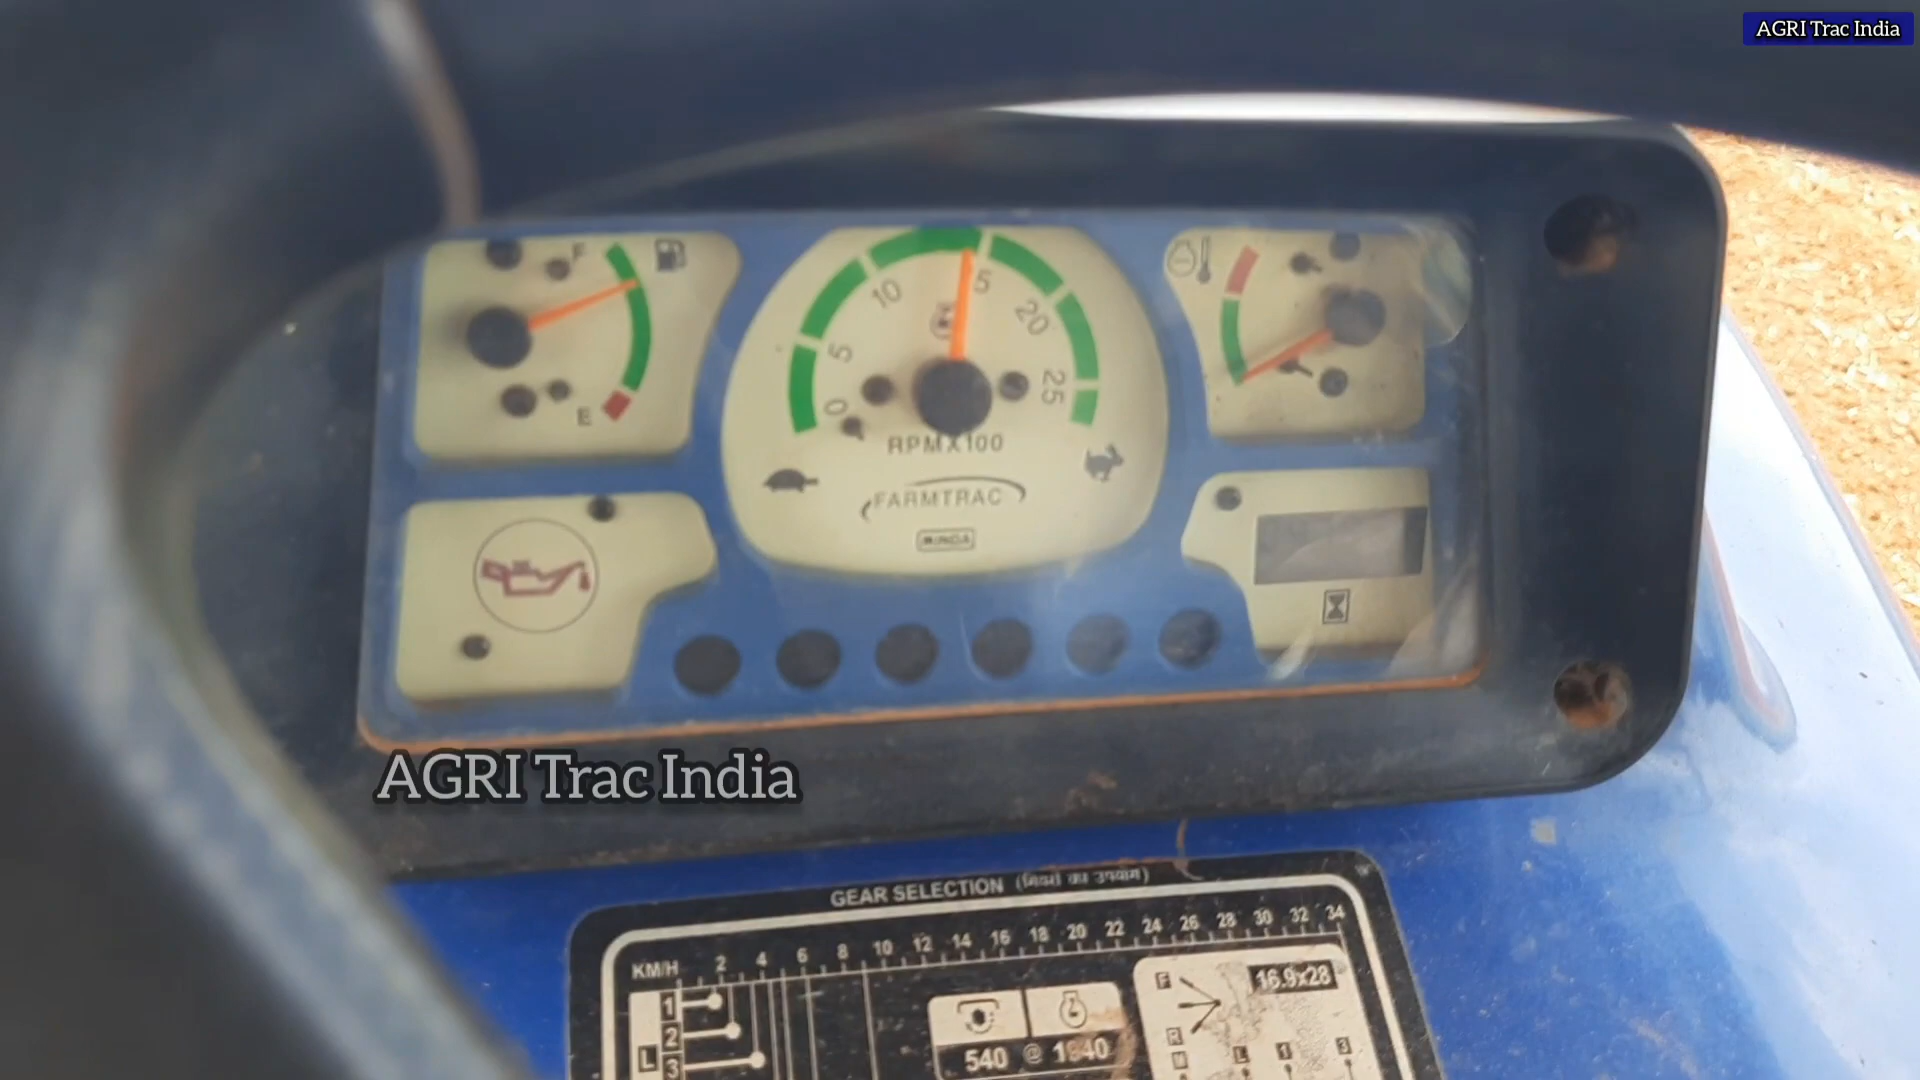 AGRI Trac India
F
E
0 5 10 5 20 25
RPM X 100
FARMTRAC
MINDA
AGRI Trac India
GEAR SELECTION
KM/H 2 4 6 8 10 12 14 16 18 20 22 24 26 28 30 32 34
1
2
L 3
540 @ 1840
F 16.9x28
R
M L 1 3